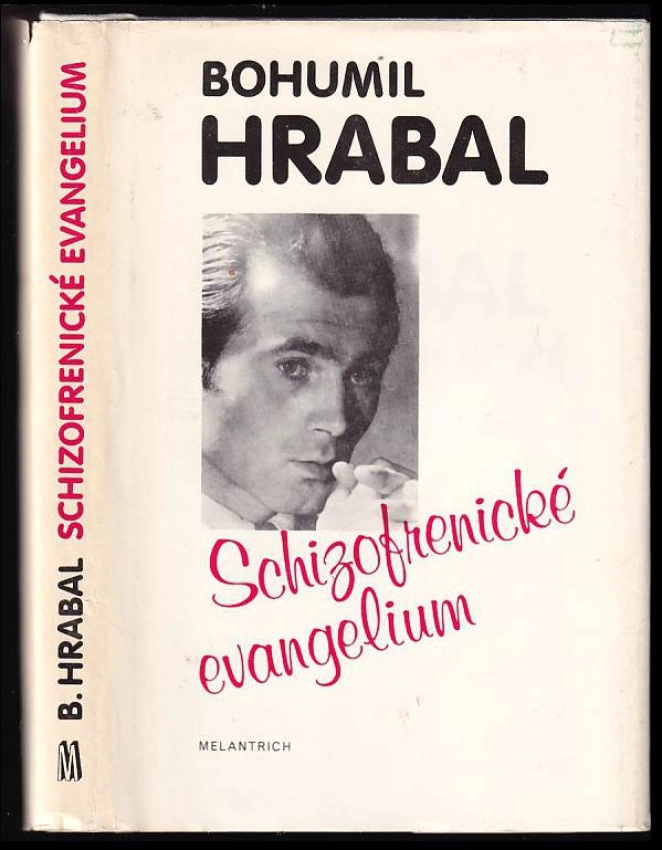 B. HRABAL SCHIZOFRENICKÉ EVANGELIUM
M
BOHUMIL
HRABAL
Schizofrenické
evangelium
MELANTRICH